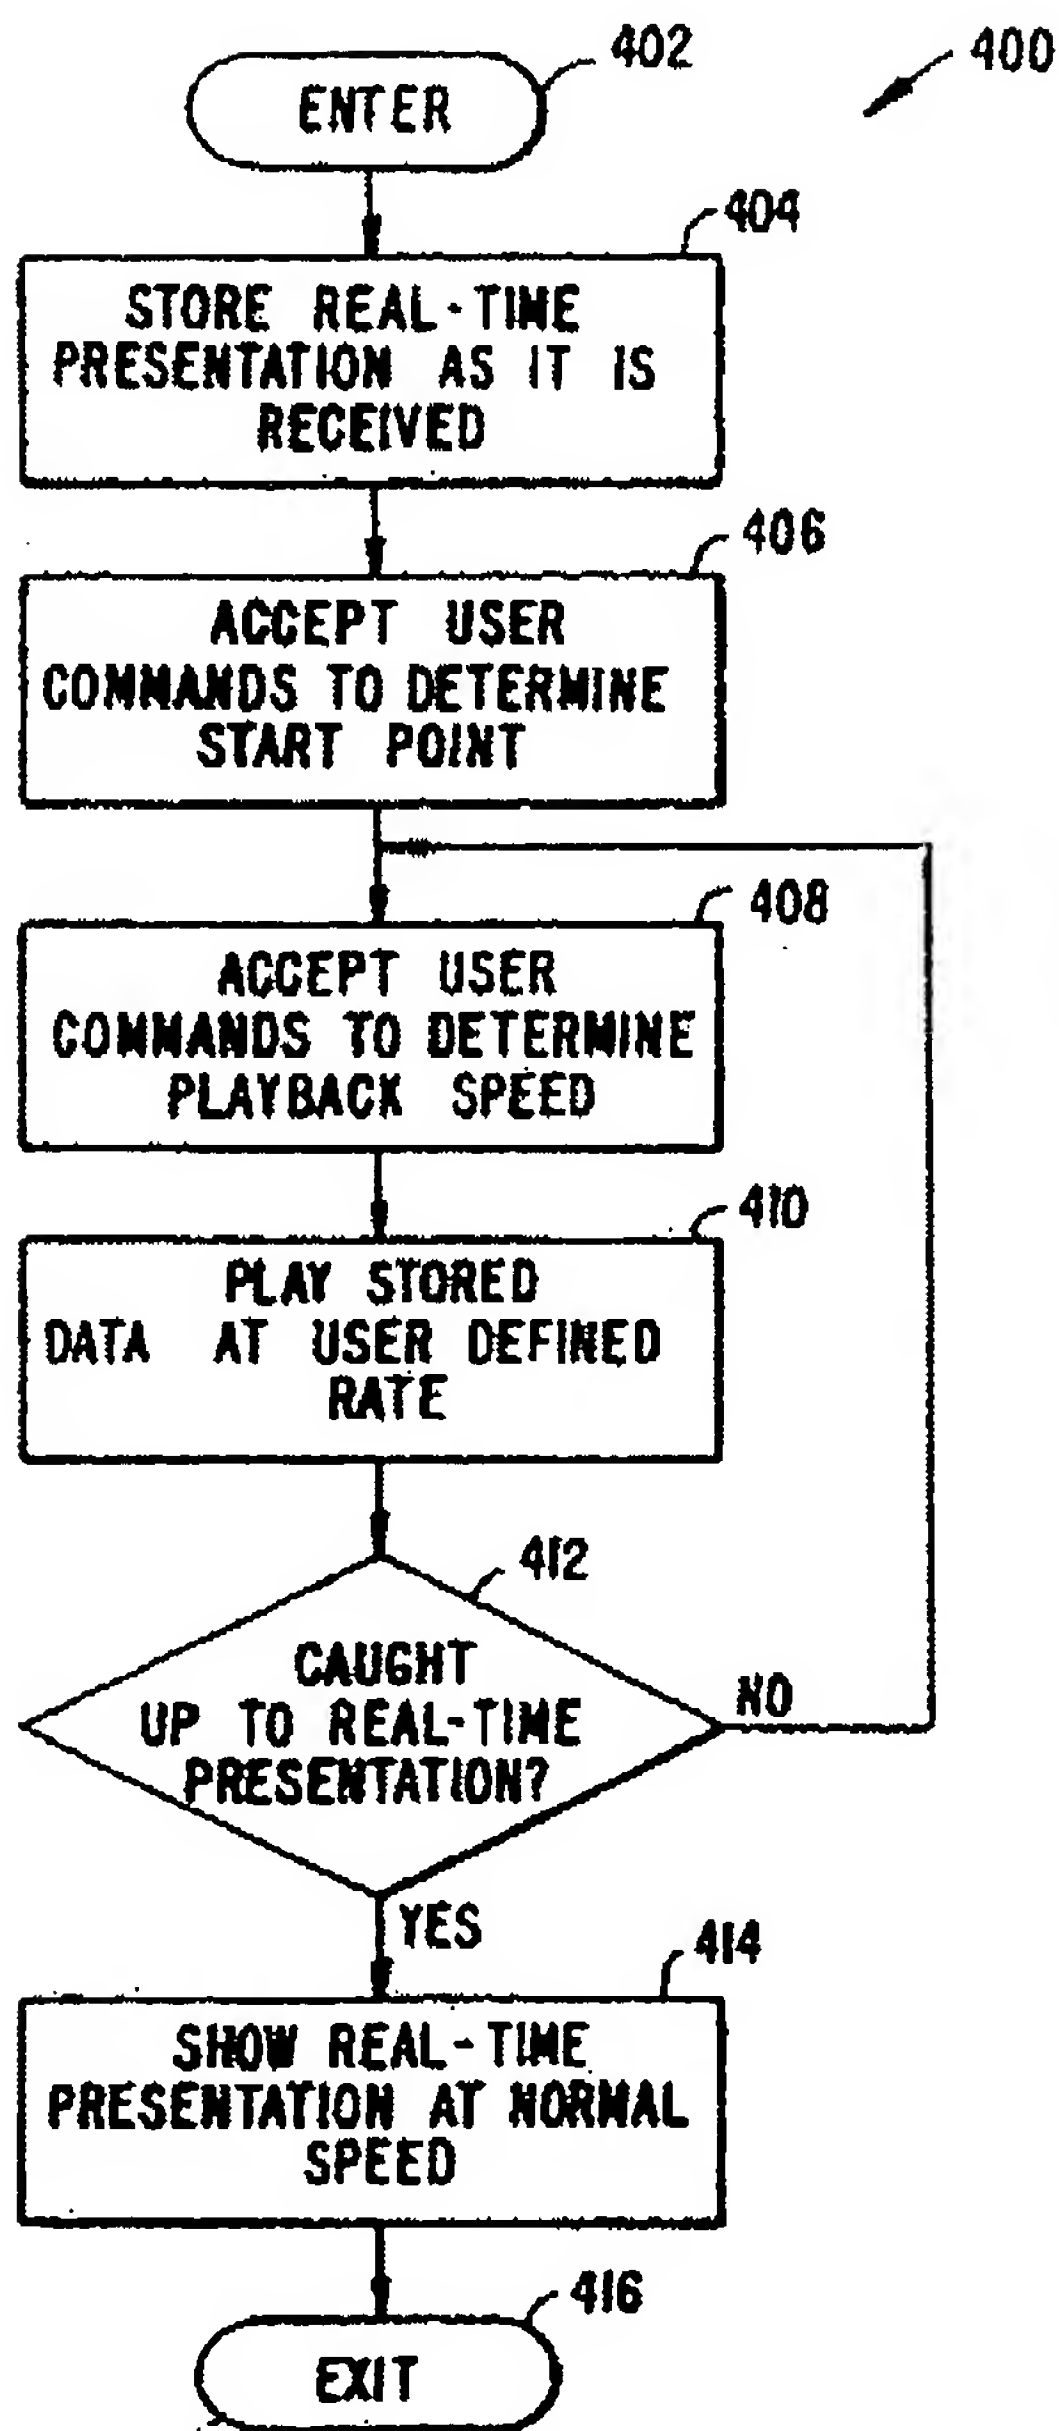 402
400
ENTER
404
STORE REAL-TIME
PRESENTATION AS IT IS
RECEIVED
406
ACCEPT USER
COMMANDS TO DETERMINE
START POINT
408
ACCEPT USER
COMMANDS TO DETERMINE
PLAYBACK SPEED
410
PLAY STORED
DATA AT USER DEFINED
RATE
412
CAUGHT
UP TO REAL-TIME
PRESENTATION?
NO
YES
414
SHOW REAL-TIME
PRESENTATION AT NORMAL
SPEED
416
EXIT